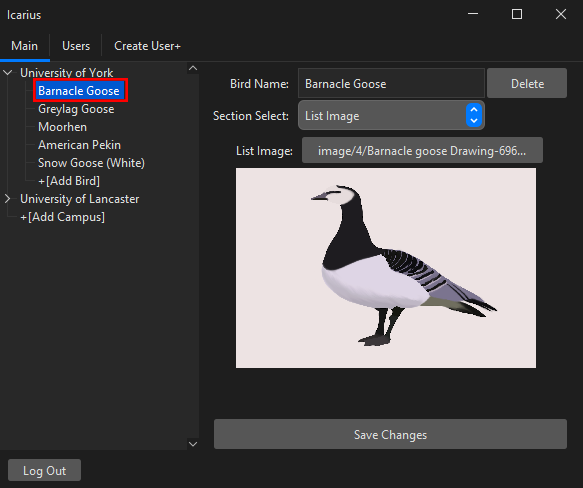 Icarius
Main Users Create User+
University of York
Barnacle Goose
Greylag Goose
Moorhen
American Pekin
Snow Goose (White)
+[Add Bird]
University of Lancaster
+[Add Campus]
Bird Name: Barnacle Goose Delete
Section Select: List Image
List Image: image/4/Barnacle goose Drawing-696...
Save Changes
Log Out